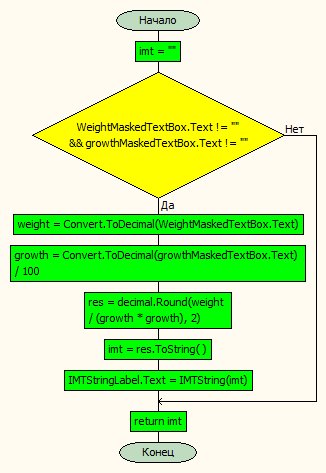 Начало
imt = ""
WeightMaskedTextBox.Text != ""
&& growthMaskedTextBox.Text != ""
Нет
Да
weight = Convert.ToDecimal(WeightMaskedTextBox.Text)
growth = Convert.ToDecimal(growthMaskedTextBox.Text)
/ 100
res = decimal.Round(weight
/ (growth * growth), 2)
imt = res.ToString( )
IMTStringLabel.Text = IMTString(imt)
return imt
Конец